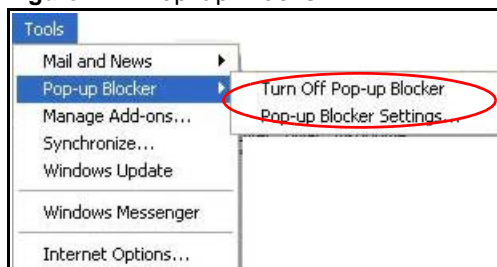 Tools
Mail and News
Pop-up Blocker
Turn Off Pop-up Blocker
Manage Add-ons...
Pop-up Blocker Settings...
Synchronize...
Windows Update
Windows Messenger
Internet Options...